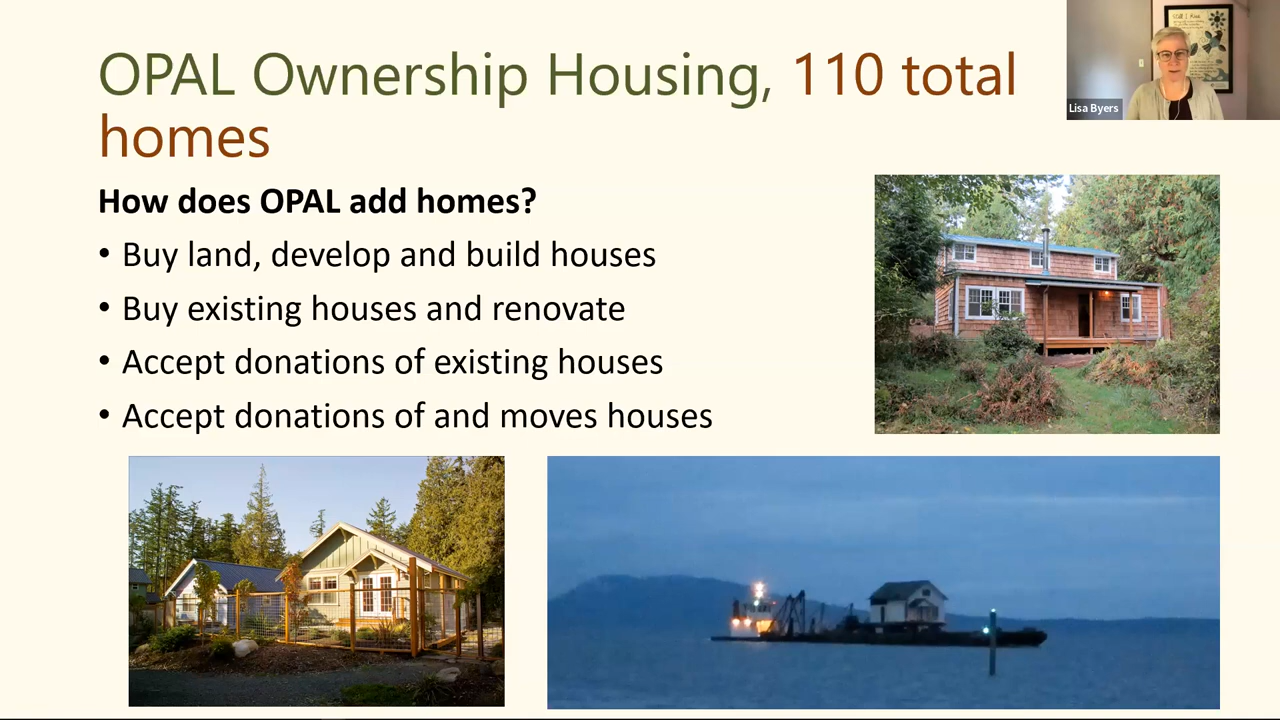 OPAL Ownership Housing, 110 total
homes
Lisa Byers
How does OPAL add homes?
• Buy land, develop and build houses
• Buy existing houses and renovate
• Accept donations of existing houses
• Accept donations of and moves houses